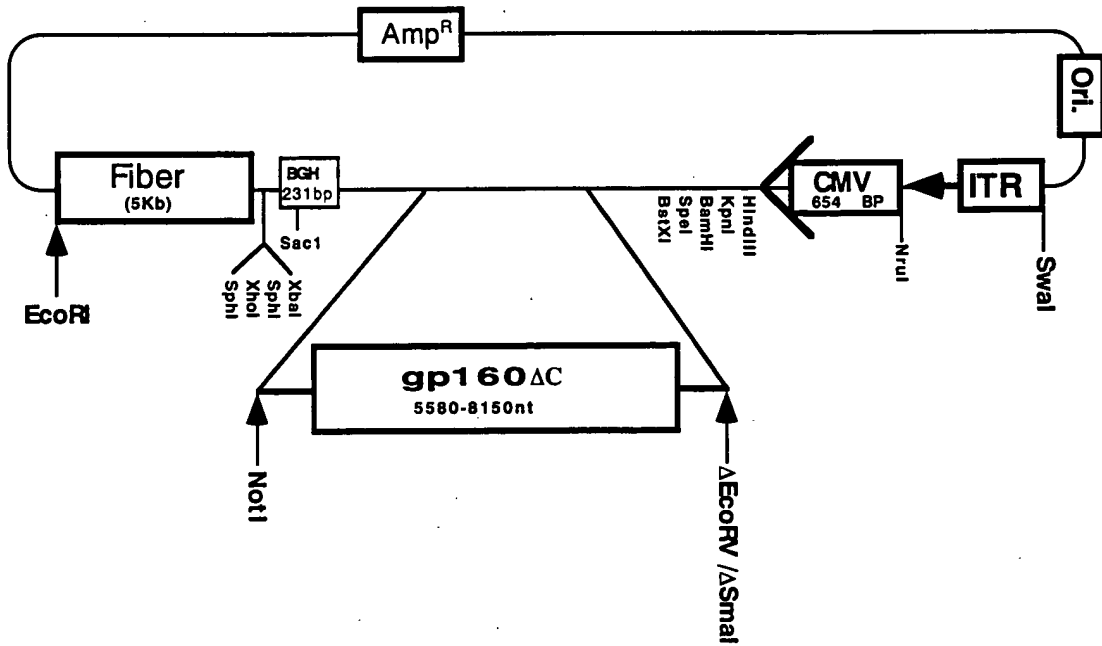 Amp^R
Ori.
Fiber
(5Kb)
BGH
231bp
CMV
654 BP
ITR
Sac1
SphI
XhoI
SphI
XbaI
BstXI
SpeI
BamHI
KpnI
HindIII
NruI
SwaI
EcoRI
gp160ΔC
5580-8150nt
NotI
ΔEcoRV /ΔSmaI